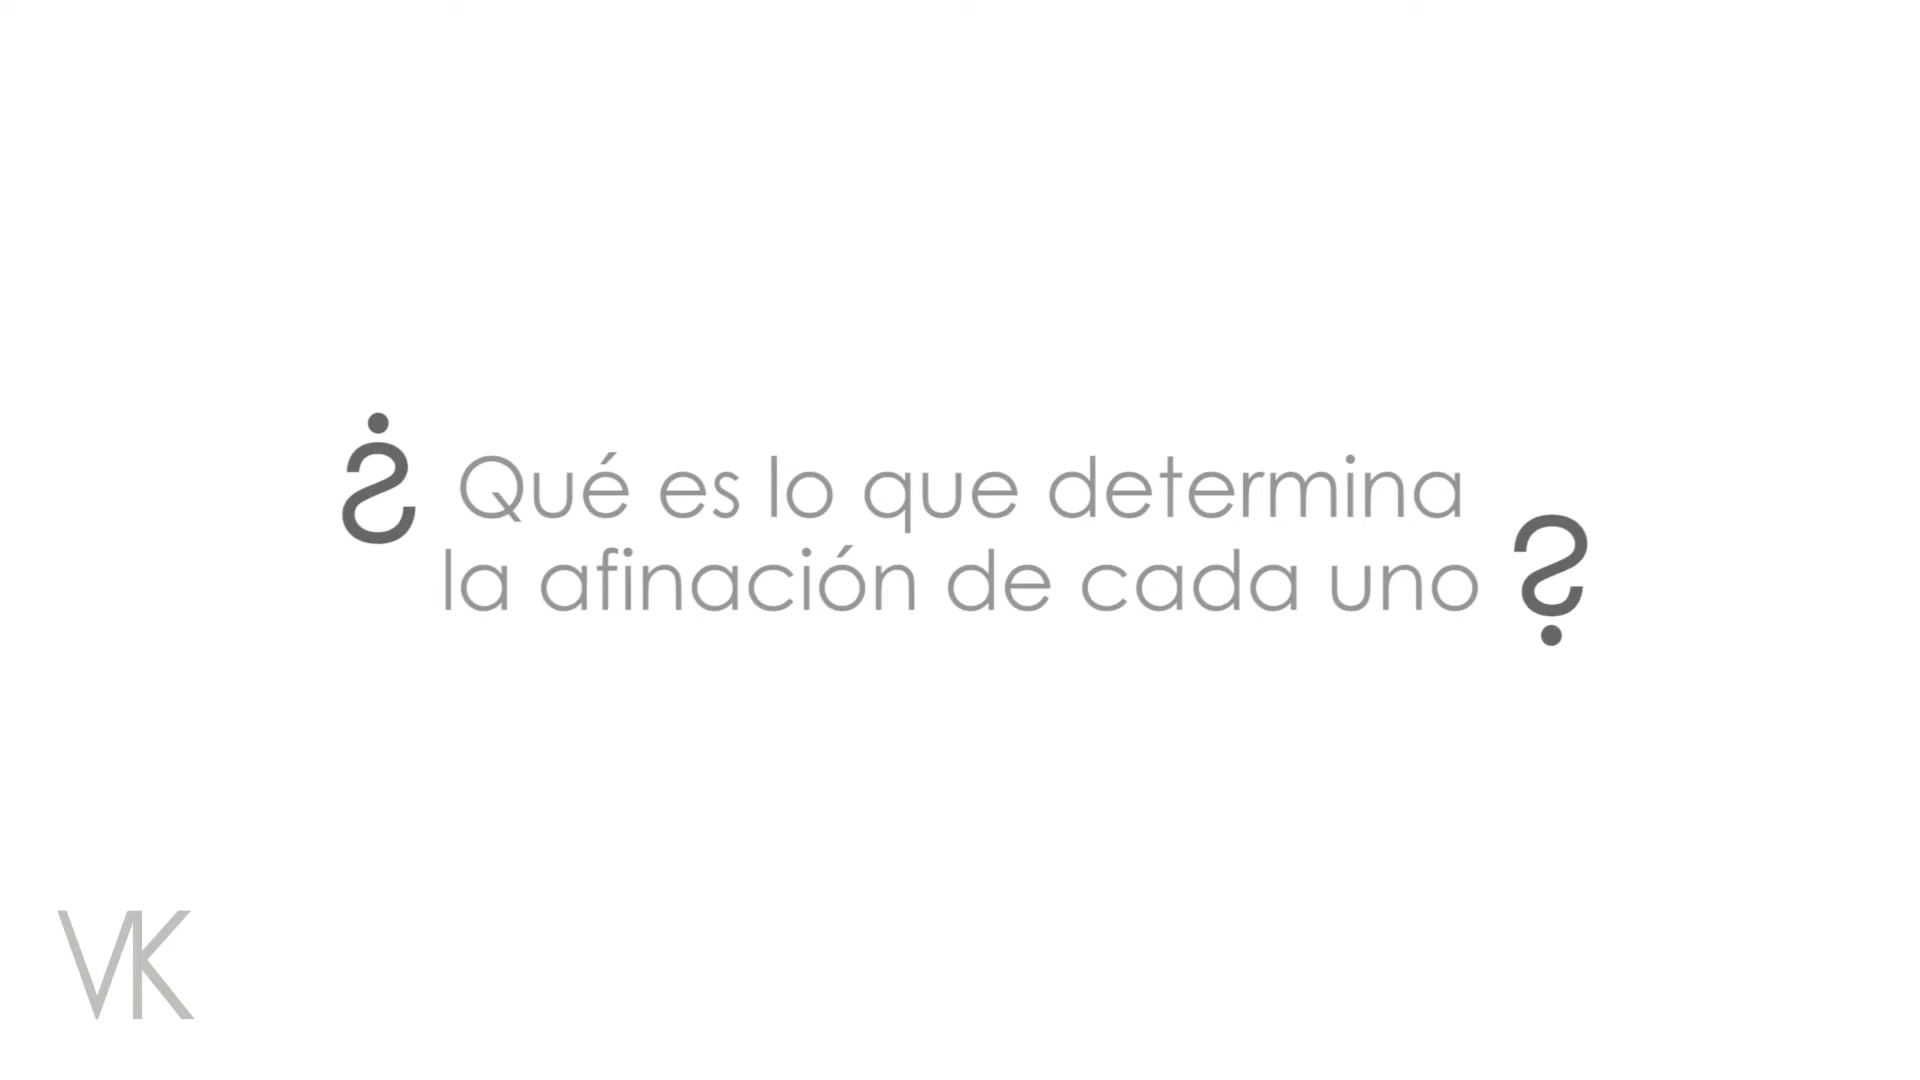 ¿Qué es lo que determina
la afinación de cada uno?
VK